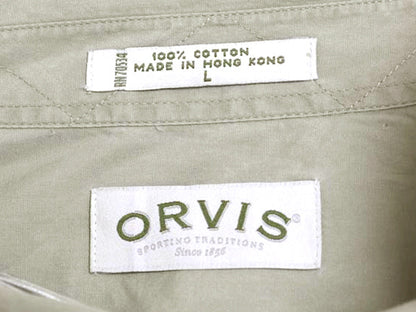 RN70534
100% COTTON
MADE IN HONG KONG
L
ORVIS®
SPORTING TRADITIONS
Since 1856